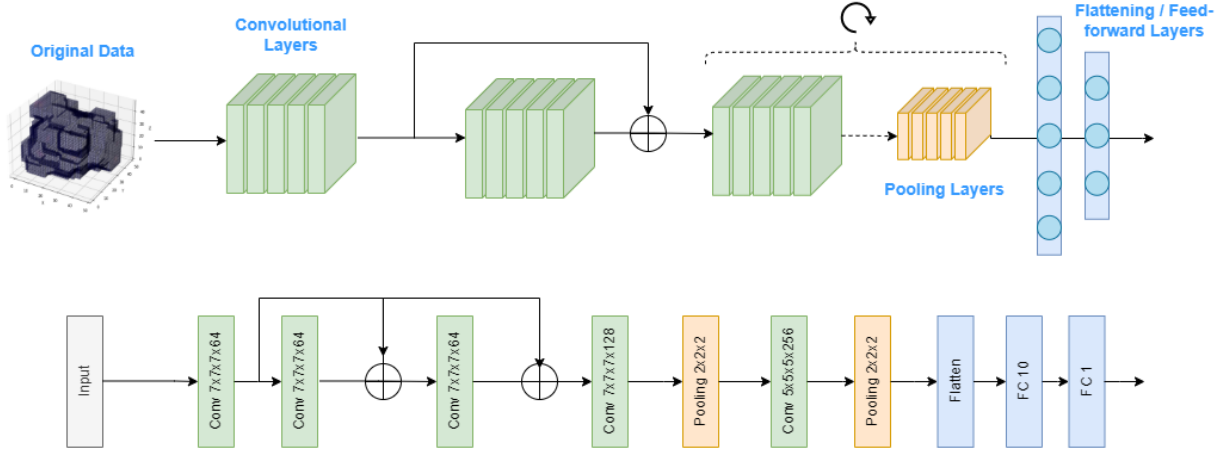 Original Data
Convolutional
Layers
Pooling Layers
Flattening / Feed-
forward Layers
Input
Conv 7x7x7x64
Conv 7x7x7x64
Conv 7x7x7x64
Conv 7x7x7x128
Pooling 2x2x2
Conv 5x5x5x256
Pooling 2x2x2
Flatten
FC 10
FC 1